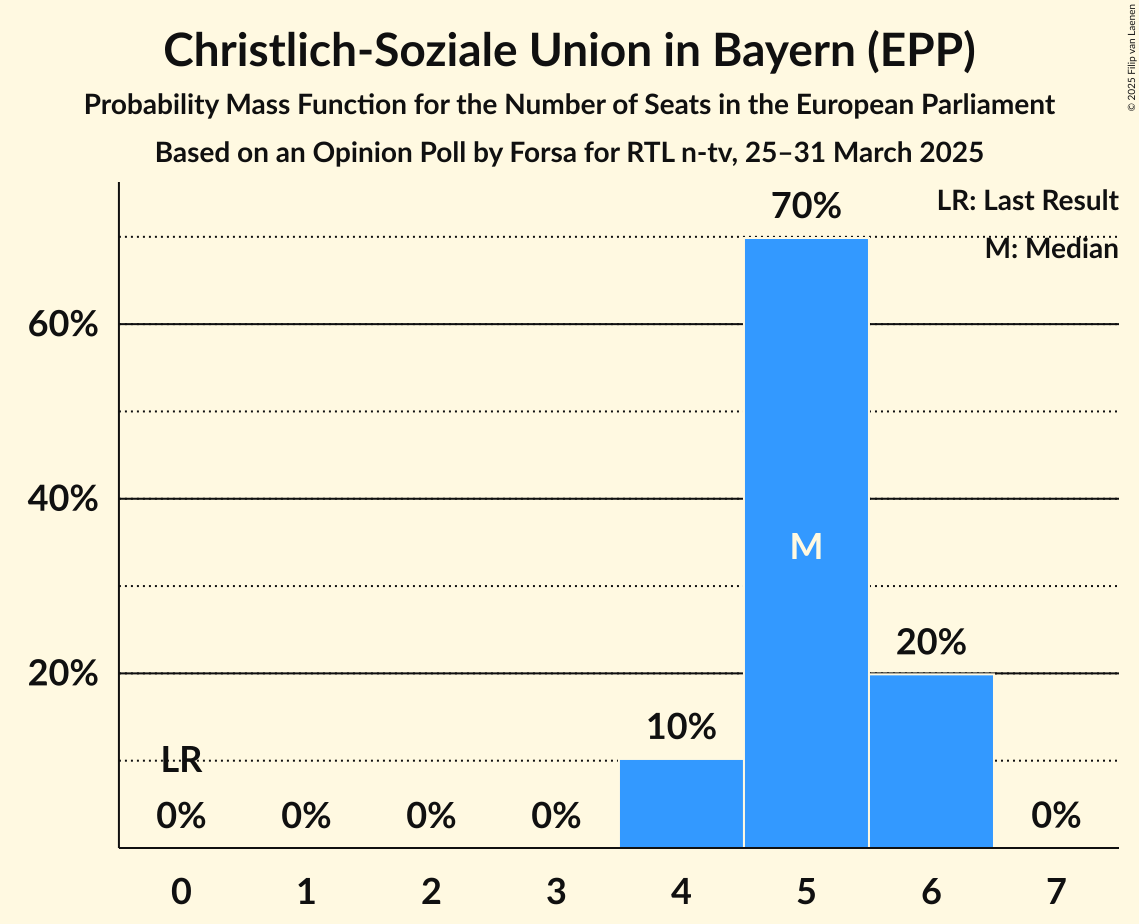 Christlich-Soziale Union in Bayern (EPP)
Probability Mass Function for the Number of Seats in the European Parliament
Based on an Opinion Poll by Forsa for RTL n-tv, 25–31 March 2025
© 2025 Filip van Laenen
70%
LR: Last Result
M: Median
60%
40%
M
20%
20%
10%
LR
0% 0% 0% 0% 0%
0 1 2 3 4 5 6 7